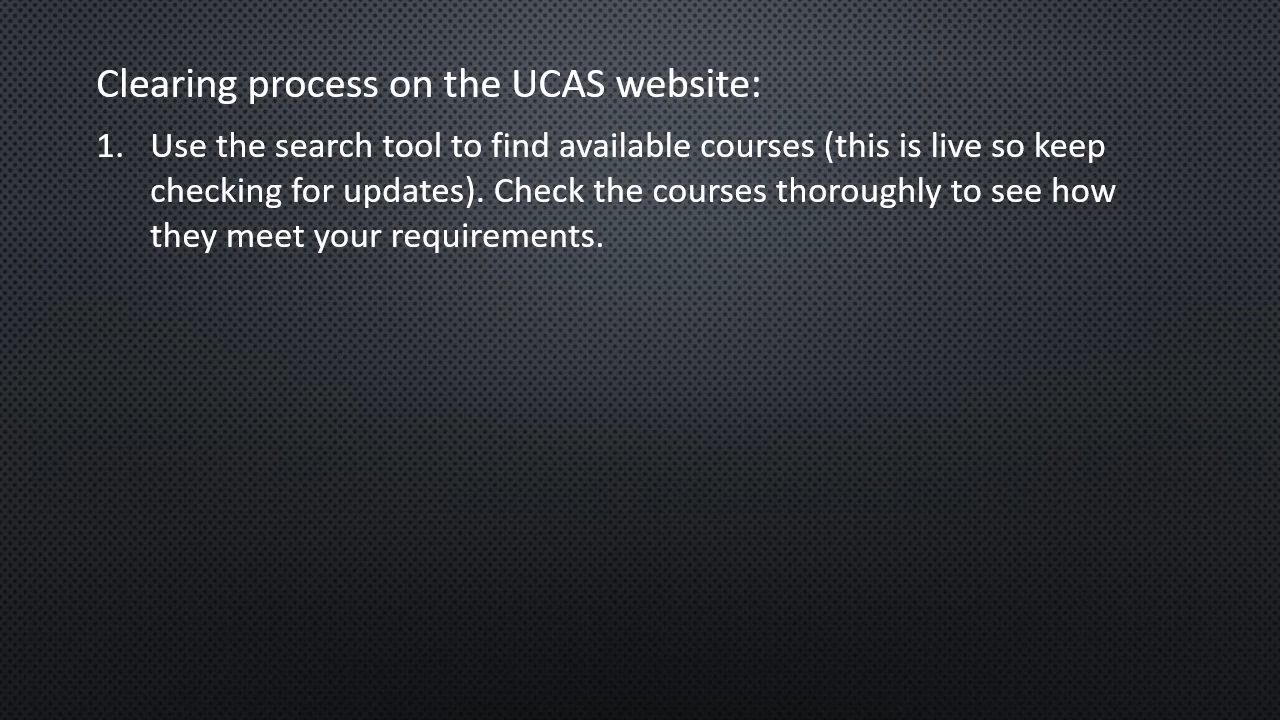 Clearing process on the UCAS website:
1. Use the search tool to find available courses (this is live so keep
checking for updates). Check the courses thoroughly to see how
they meet your requirements.